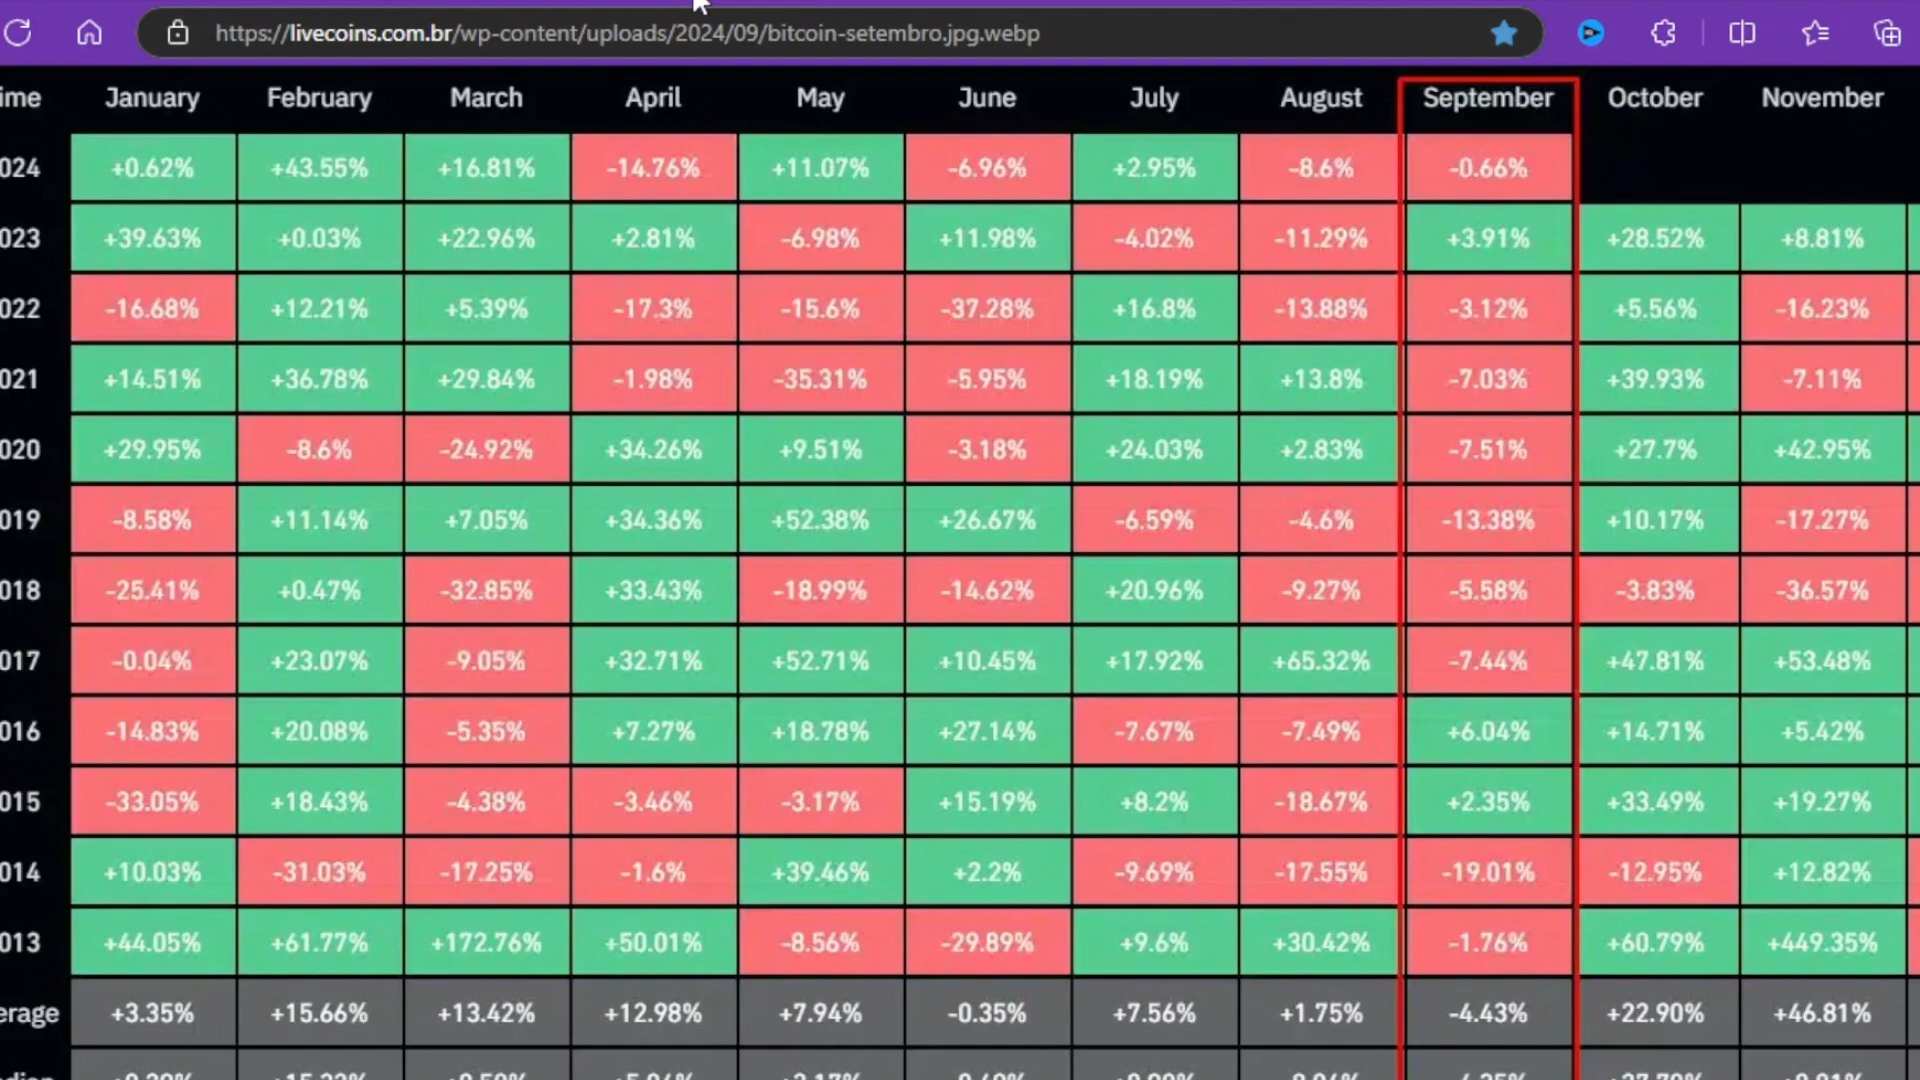 https://livecoins.com.br/wp-content/uploads/2024/09/bitcoin-setembro.jpg.webp
ime January February March April May June July August September October November
024 +0.62% +43.55% +16.81% -14.76% +11.07% -6.96% +2.95% -8.6% -0.66%
023 +39.63% +0.03% +22.96% +2.81% -6.98% +11.98% -4.02% -11.29% +3.91% +28.52% +8.81%
022 -16.68% +12.21% +5.39% -17.3% -15.6% -37.28% +16.8% -13.88% -3.12% +5.56% -16.23%
021 +14.51% +36.78% +29.84% -1.98% -35.31% -5.95% +18.19% +13.8% -7.03% +39.93% -7.11%
020 +29.95% -8.6% -24.92% +34.26% +9.51% -3.18% +24.03% +2.83% -7.51% +27.7% +42.95%
019 -8.58% +11.14% +7.05% +34.36% +52.38% +26.67% -6.59% -4.6% -13.38% +10.17% -17.27%
018 -25.41% +0.47% -32.85% +33.43% -18.99% -14.62% +20.96% -9.27% -5.58% -3.83% -36.57%
017 -0.04% +23.07% -9.05% +32.71% +52.71% +10.45% +17.92% +65.32% -7.44% +47.81% +53.48%
016 -14.83% +20.08% -5.35% +7.27% +18.78% +27.14% -7.67% -7.49% +6.04% +14.71% +5.42%
015 -33.05% +18.43% -4.38% -3.46% -3.17% +15.19% +8.2% -18.67% +2.35% +33.49% +19.27%
014 +10.03% -31.03% -17.25% -1.6% +39.46% +2.2% -9.69% -17.55% -19.01% -12.95% +12.82%
013 +44.05% +61.77% +172.76% +50.01% -8.56% -29.89% +9.6% +30.42% -1.76% +60.79% +449.35%
erage +3.35% +15.66% +13.42% +12.98% +7.94% -0.35% +7.56% +1.75% -4.43% +22.90% +46.81%